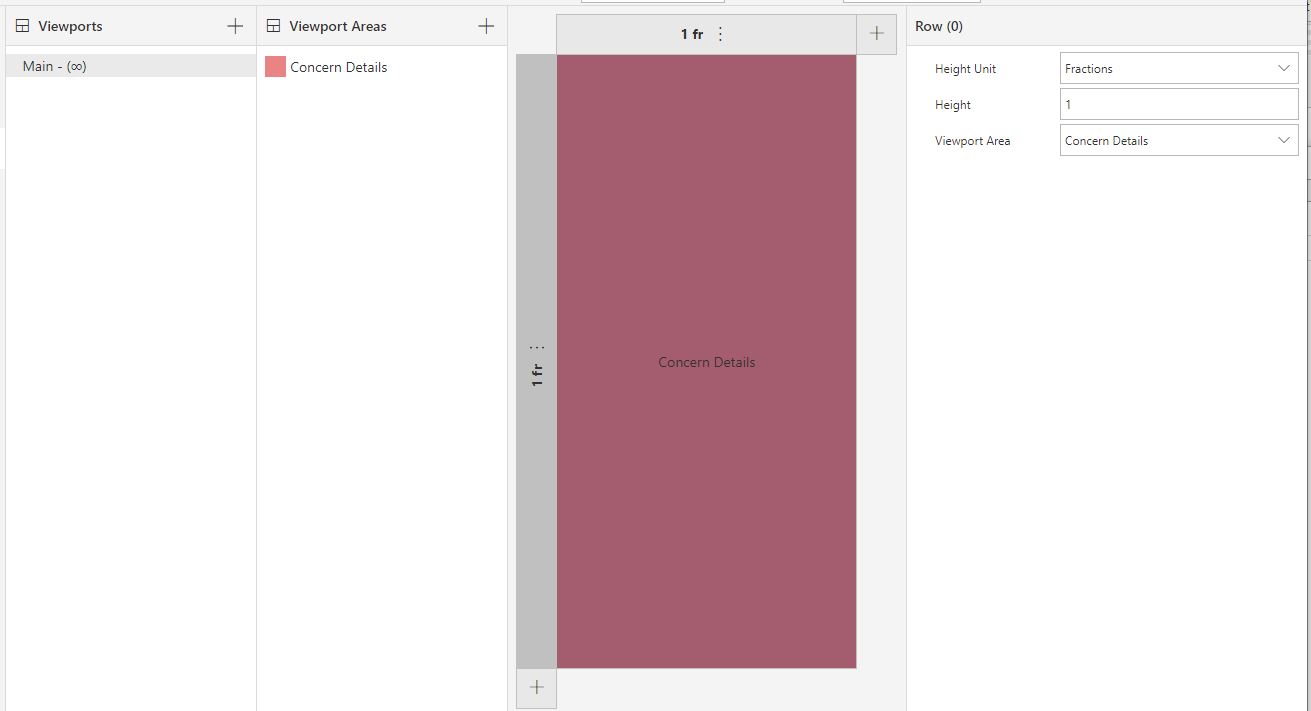 Viewports
Main - (∞)
Viewport Areas
Concern Details
1 fr
1 fr
Concern Details
Row (0)
Height Unit
Fractions
Height
1
Viewport Area
Concern Details